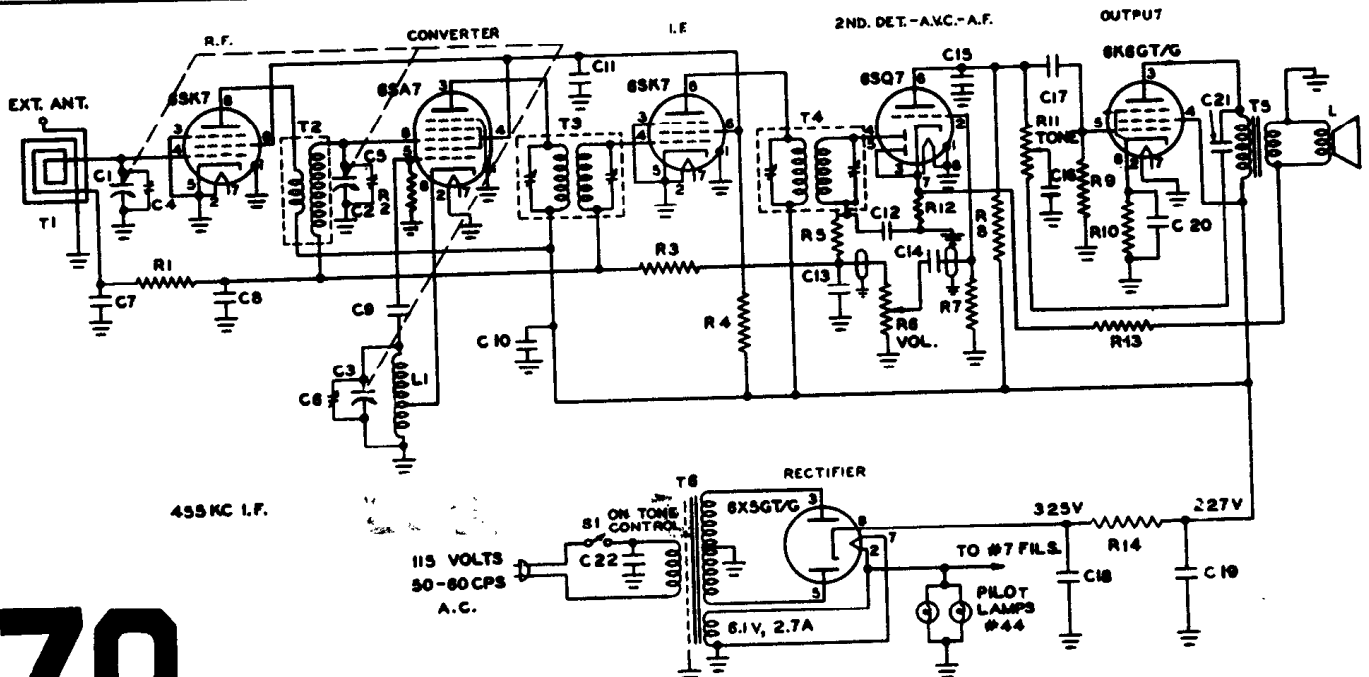 R.F.
CONVERTER
I.F.
2ND. DET.-A.V.C.-A.F.
OUTPUT
EXT. ANT.
6SK7
6SA7
6SK7
6SQ7
6K6GT/G
C11
C15
C17
C21
T5
L
T2
T3
T4
R11
TONE
C1
C4
C5
C2
R2
R9
C16
T1
R12
C12
R5
R8
R10
C20
R1
R3
C14
C13
C7
C8
C9
R4
R6
VOL.
R7
C10
R13
C3
L1
C6
RECTIFIER
T6
455 KC I.F.
S1
ON TONE
CONTROL
6X5GT/G
325V
227V
C22
R14
115 VOLTS
50-60 CPS
A.C.
TO #7 FILS.
C18
C19
PILOT
LAMPS
#44
6.1V, 2.7A
70